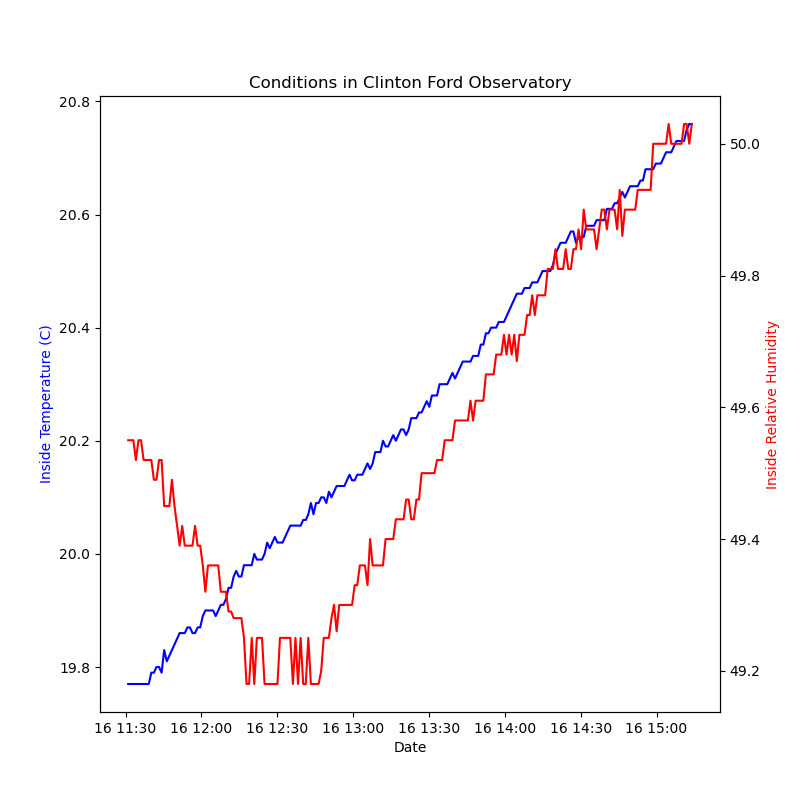 Conditions in Clinton Ford Observatory
20.8
20.6
20.4
20.2
20.0
19.8
Inside Temperature (C)
50.0
49.8
49.6
49.4
49.2
Inside Relative Humidity
16 11:30 16 12:00 16 12:30 16 13:00 16 13:30 16 14:00 16 14:30 16 15:00
Date